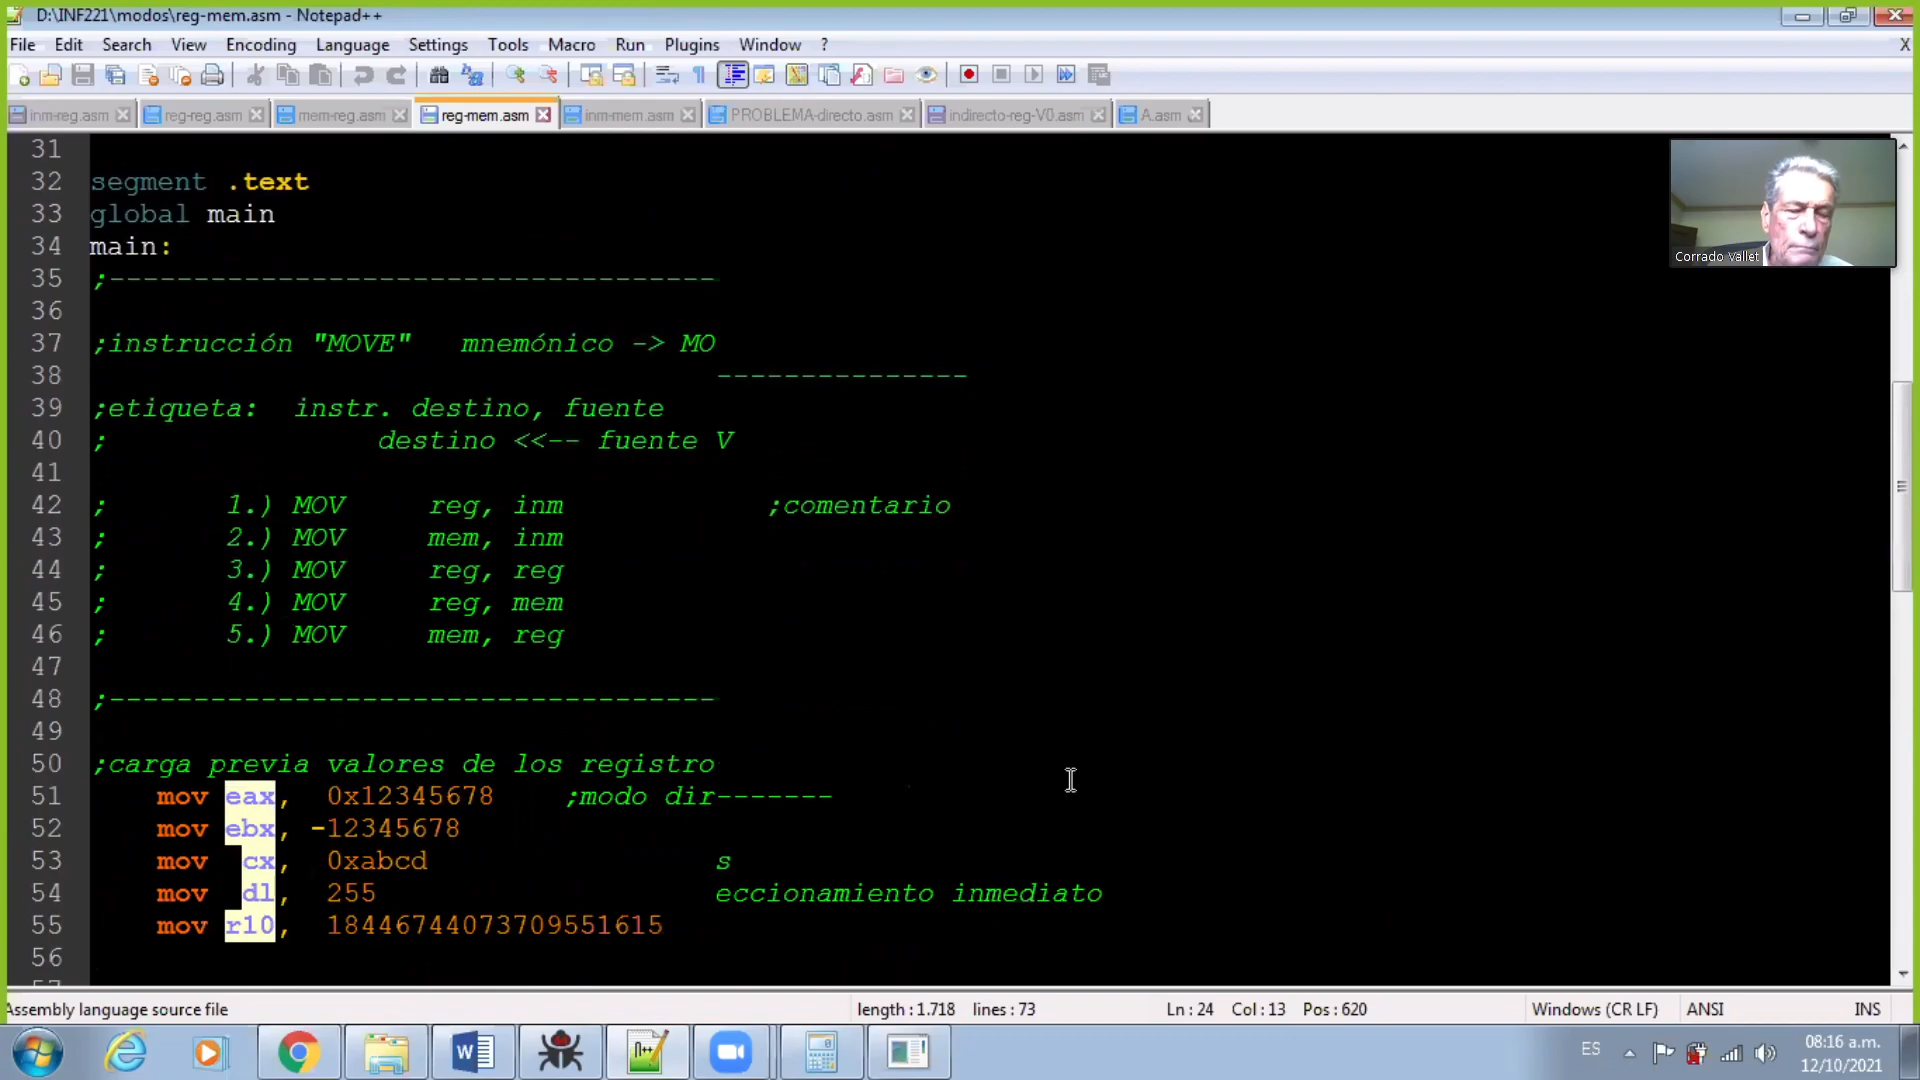 D:\INF221\modos\reg-mem.asm - Notepad++
File Edit Search View Encoding Language Settings Tools Macro Run Plugins Window ? X
inm-reg.asm reg-reg.asm mem-reg.asm reg-mem.asm inm-mem.asm PROBLEMA-directo.asm indirecto-reg-V0.asm A.asm
31
32 segment .text
33 global main
34 main:
35 ;------------------------------------
36
37 ;instrucción "MOVE" mnemónico -> MO
38 ---------------
39 ;etiqueta: instr. destino, fuente
40 ; destino <<-- fuente V
41
42 ; 1.) MOV reg, inm ;comentario
43 ; 2.) MOV mem, inm
44 ; 3.) MOV reg, reg
45 ; 4.) MOV reg, mem
46 ; 5.) MOV mem, reg
47
48 ;------------------------------------
49
50 ;carga previa valores de los registro
51 mov eax, 0x12345678 ;modo dir-------
52 mov ebx, -12345678
53 mov cx, 0xabcd s
54 mov dl, 255 eccionamiento inmediato
55 mov r10, 18446744073709551615
56
57
Corrado Vallet
Assembly language source file length : 1.718 lines : 73 Ln : 24 Col : 13 Pos : 620 Windows (CR LF) ANSI INS
ES 08:16 a.m.
12/10/2021